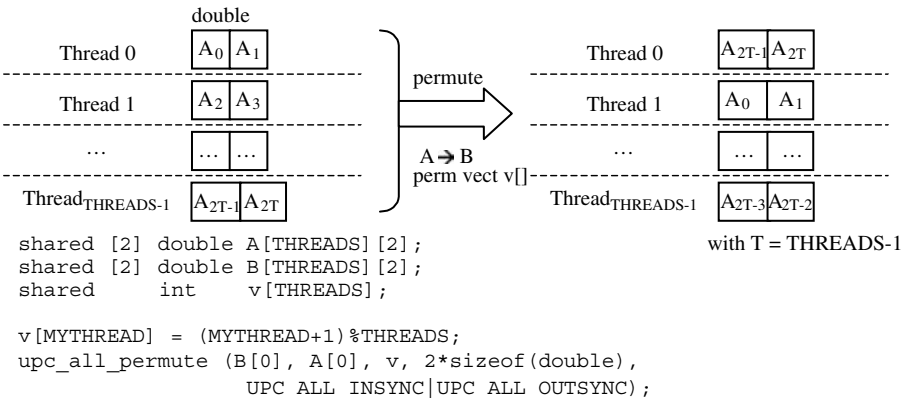 double
Thread 0 A0 A1 Thread 0 A2T-1 A2T
permute
Thread 1 A2 A3 Thread 1 A0 A1
… … … … … …
A → B
perm vect v[]
ThreadTHREADS-1 A2T-1 A2T ThreadTHREADS-1 A2T-3 A2T-2
with T = THREADS-1
shared [2] double A[THREADS][2];
shared [2] double B[THREADS][2];
shared int v[THREADS];
v[MYTHREAD] = (MYTHREAD+1)%THREADS;
upc_all_permute (B[0], A[0], v, 2*sizeof(double),
UPC ALL INSYNC|UPC ALL OUTSYNC);